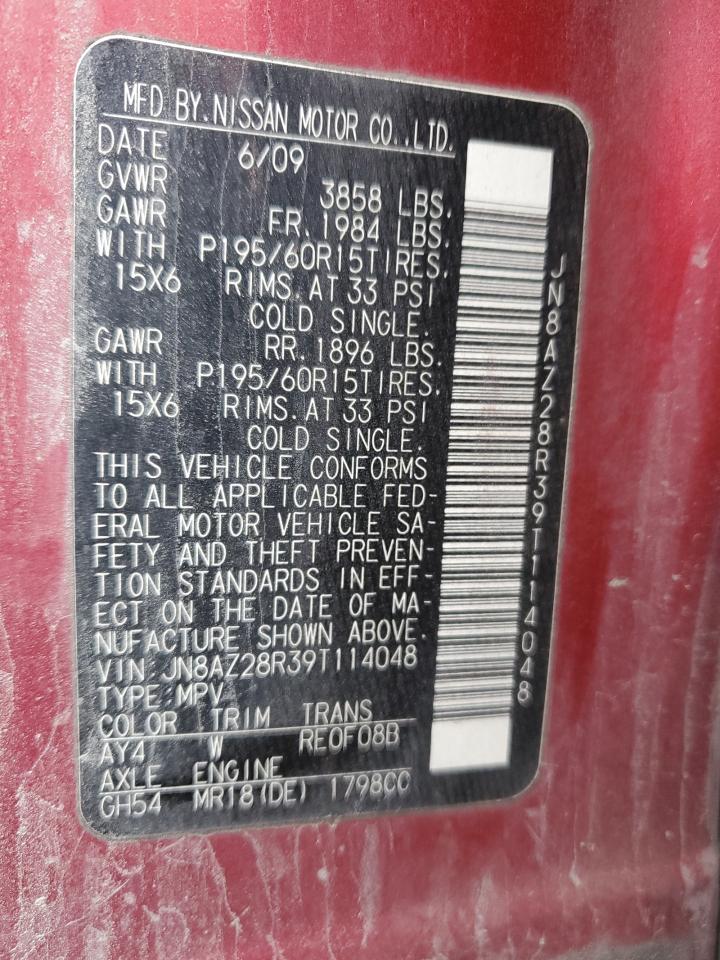 MFD BY.NISSAN MOTOR CO.,LTD.
DATE 6/09
GVWR 3858 LBS.
GAWR FR. 1984 LBS.
WITH P195/60R15TIRES.
15X6 RIMS.AT 33 PSI
COLD SINGLE.
GAWR RR. 1896 LBS.
WITH P195/60R15TIRES.
15X6 RIMS.AT 33 PSI
COLD SINGLE.
THIS VEHICLE CONFORMS
TO ALL APPLICABLE FED-
ERAL MOTOR VEHICLE SA-
FETY AND THEFT PREVEN-
TION STANDARDS IN EFF-
ECT ON THE DATE OF MA-
NUFACTURE SHOWN ABOVE.
VIN JN8AZ28R39T114048
TYPE:MPV
COLOR TRIM TRANS
AY4 W RE0F08B
AXLE ENGINE
GH54 MR18(DE) 1798CC
JN8AZ28R39T114048